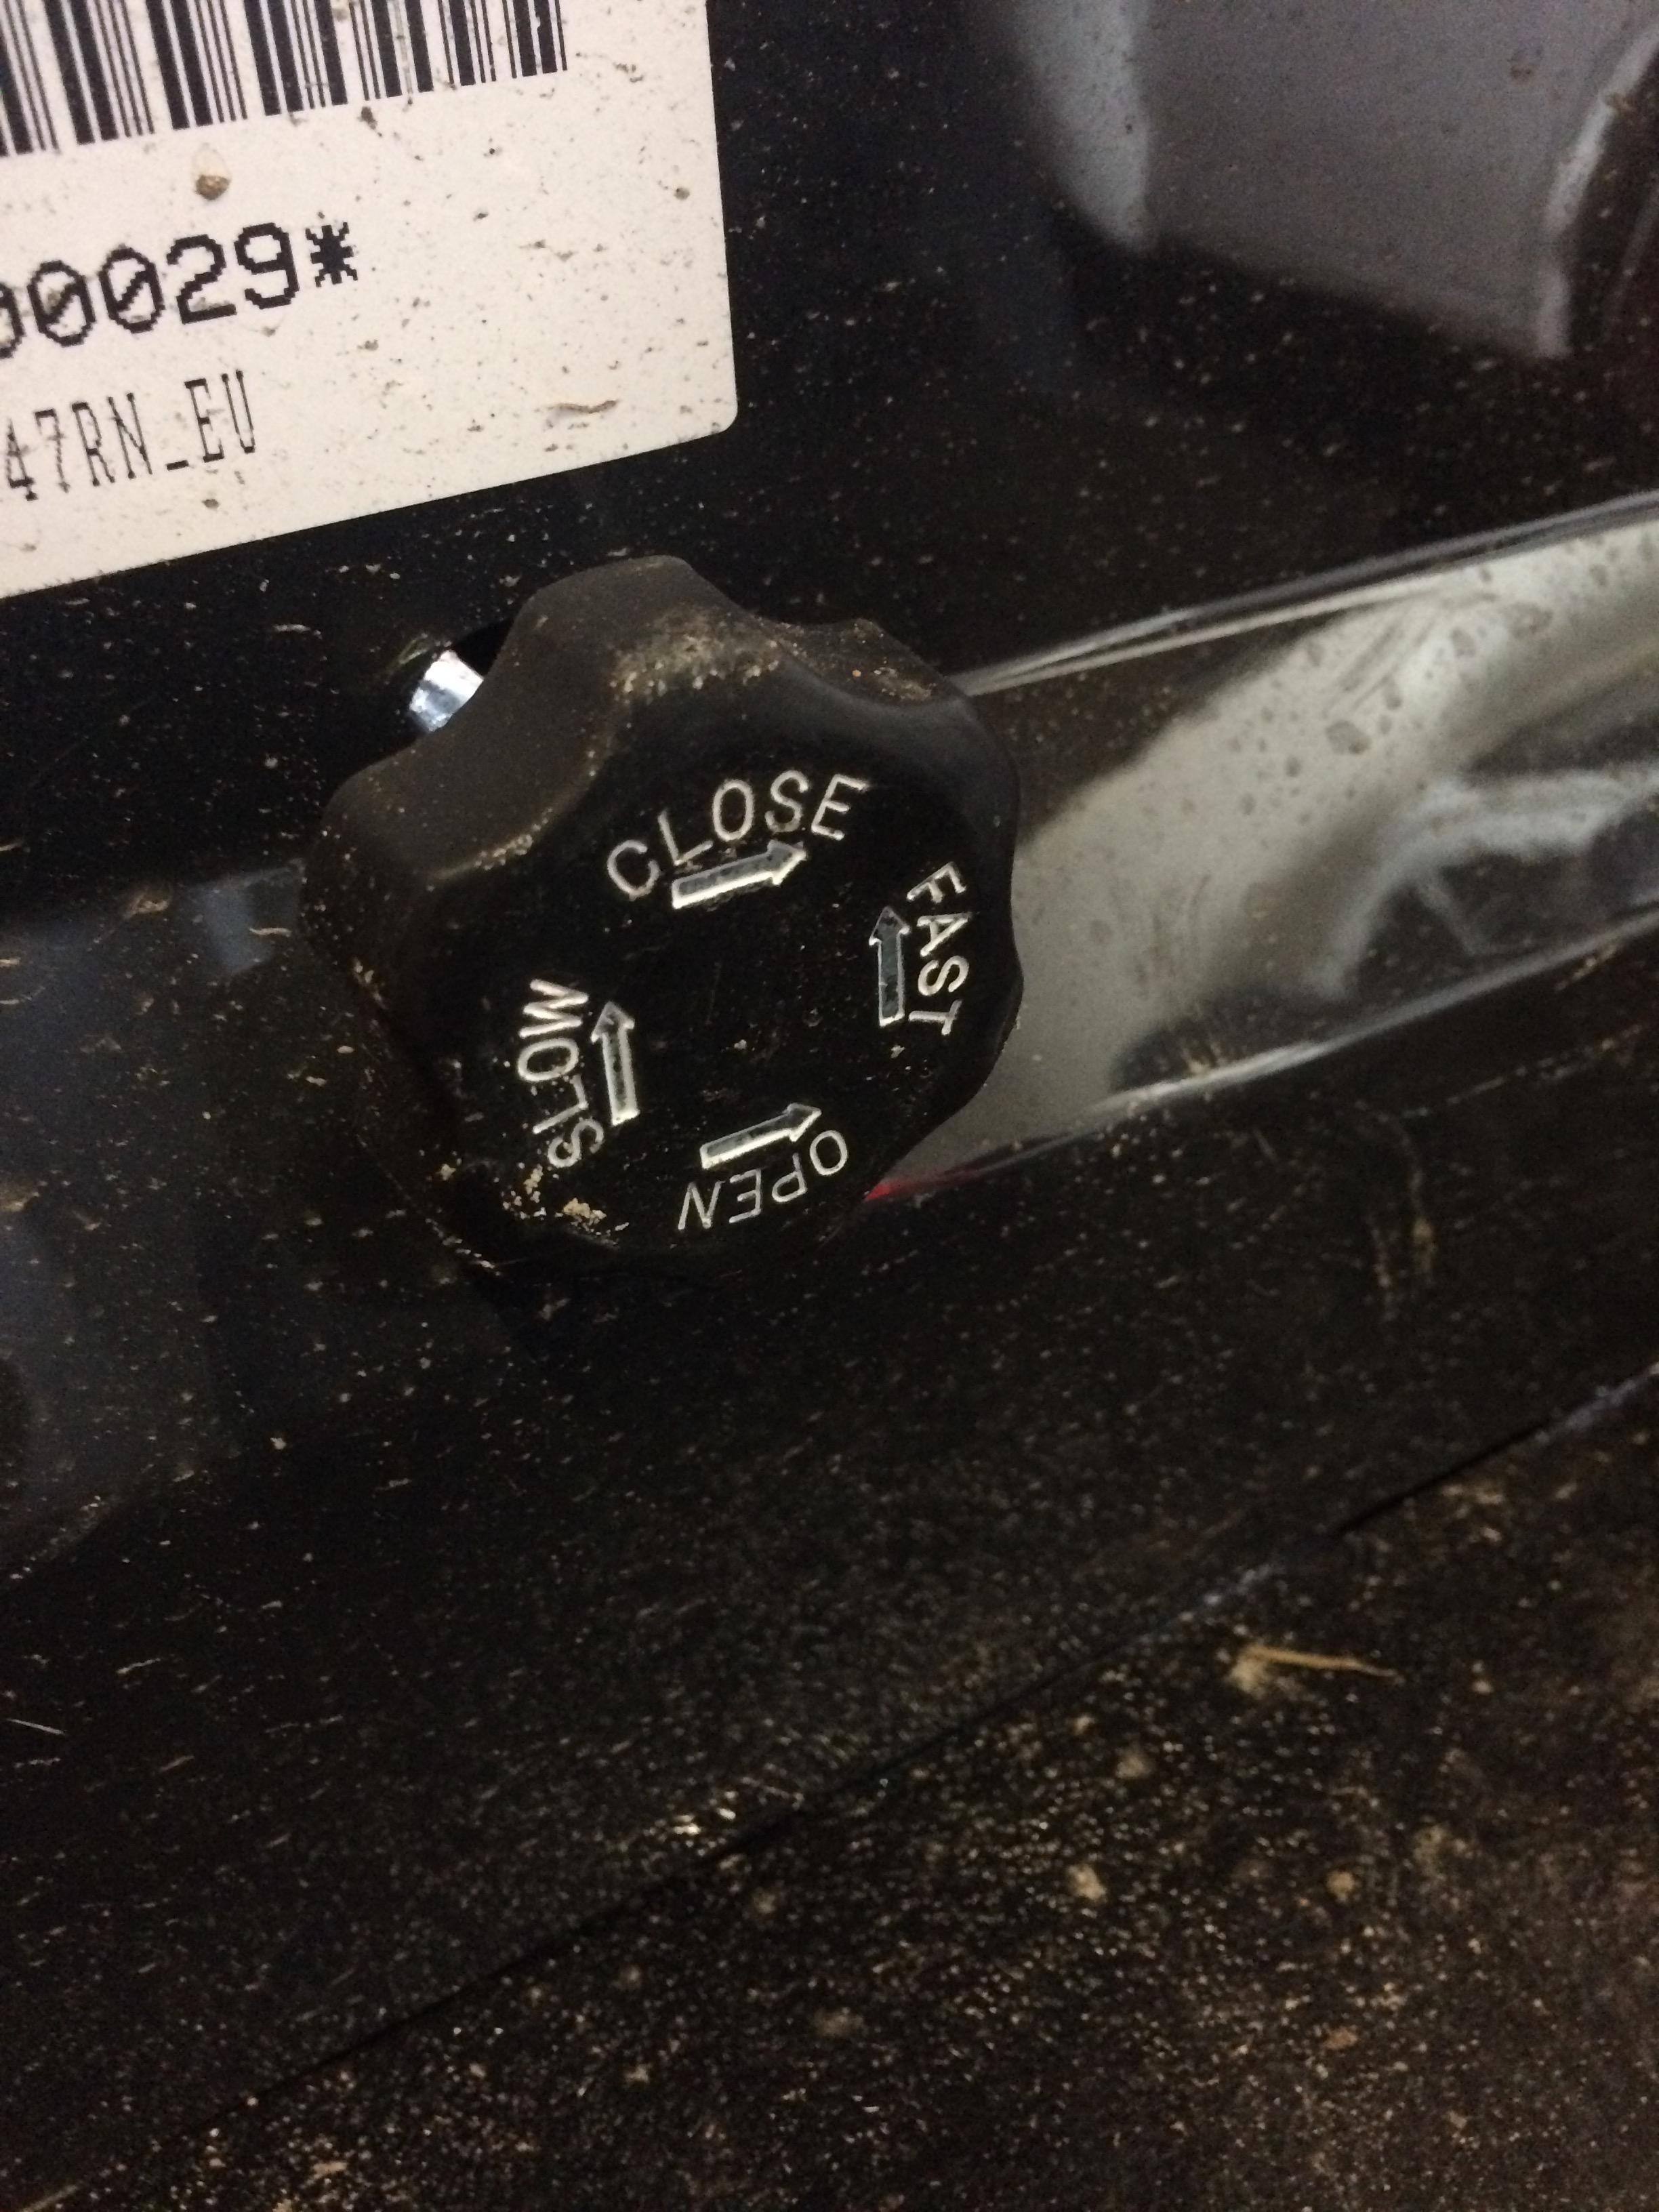 00029*
47RN_EU
CLOSE
FAST
SLOW
OPEN